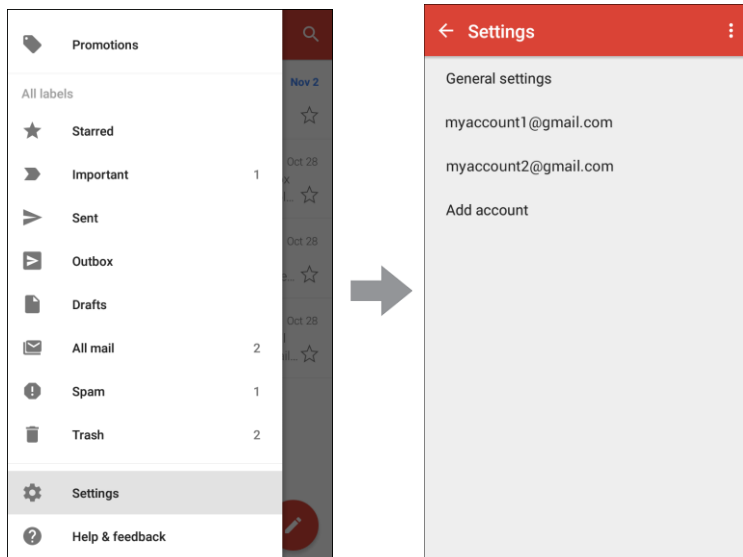 Promotions
Nov 2
All labels
Starred
Oct 28
Important 1
Sent
Oct 28
Outbox
Drafts
Oct 28
All mail 2
Spam 1
Trash 2
Settings
Help & feedback
Settings
General settings
myaccount1@gmail.com
myaccount2@gmail.com
Add account